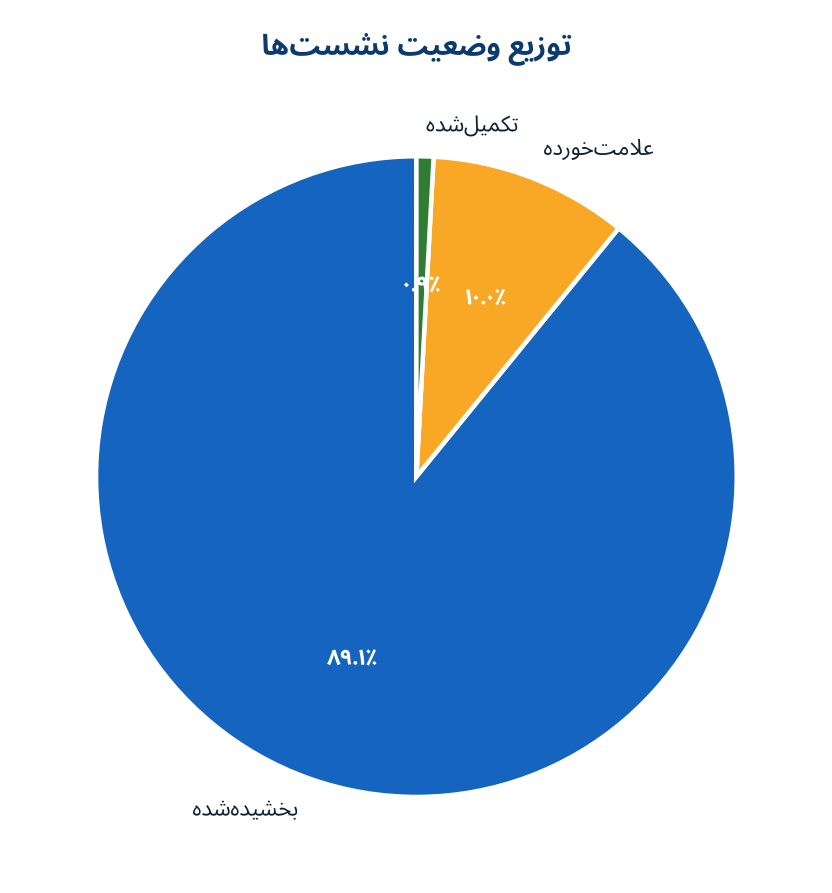 توزیع وضعیت نشست‌ها
تکمیل‌شده
علامت‌خورده
۰.۹٪
۱۰.۰٪
۸۹.۱٪
بخشیده‌شده